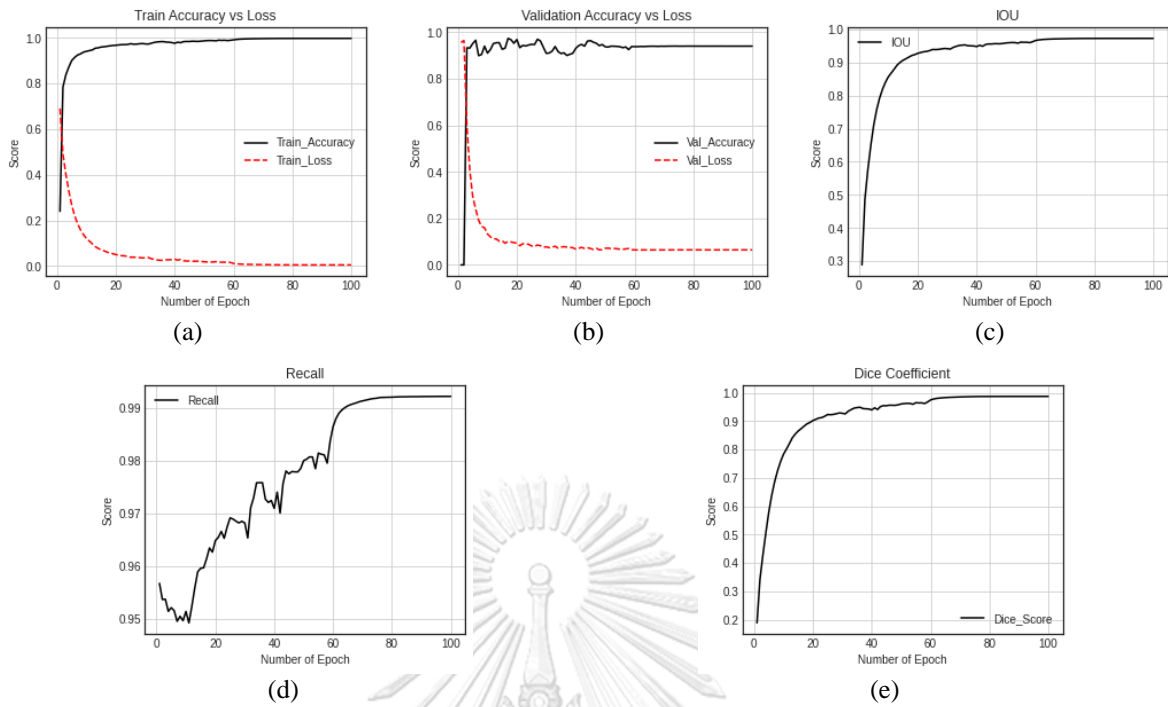 Train Accuracy vs Loss
1.0
0.8
0.6
0.4
0.2
0.0
Score
Train_Accuracy
Train_Loss
0 20 40 60 80 100
Number of Epoch
(a)
Validation Accuracy vs Loss
1.0
0.8
0.6
0.4
0.2
0.0
Score
Val_Accuracy
Val_Loss
0 20 40 60 80 100
Number of Epoch
(b)
IOU
1.0
0.9
0.8
0.7
0.6
0.5
0.4
0.3
Score
IOU
0 20 40 60 80 100
Number of Epoch
(c)
Recall
0.99
0.98
0.97
0.96
0.95
Score
Recall
0 20 40 60 80 100
Number of Epoch
(d)
Dice Coefficient
1.0
0.9
0.8
0.7
0.6
0.5
0.4
0.3
0.2
Score
Dice_Score
0 20 40 60 80 100
Number of Epoch
(e)